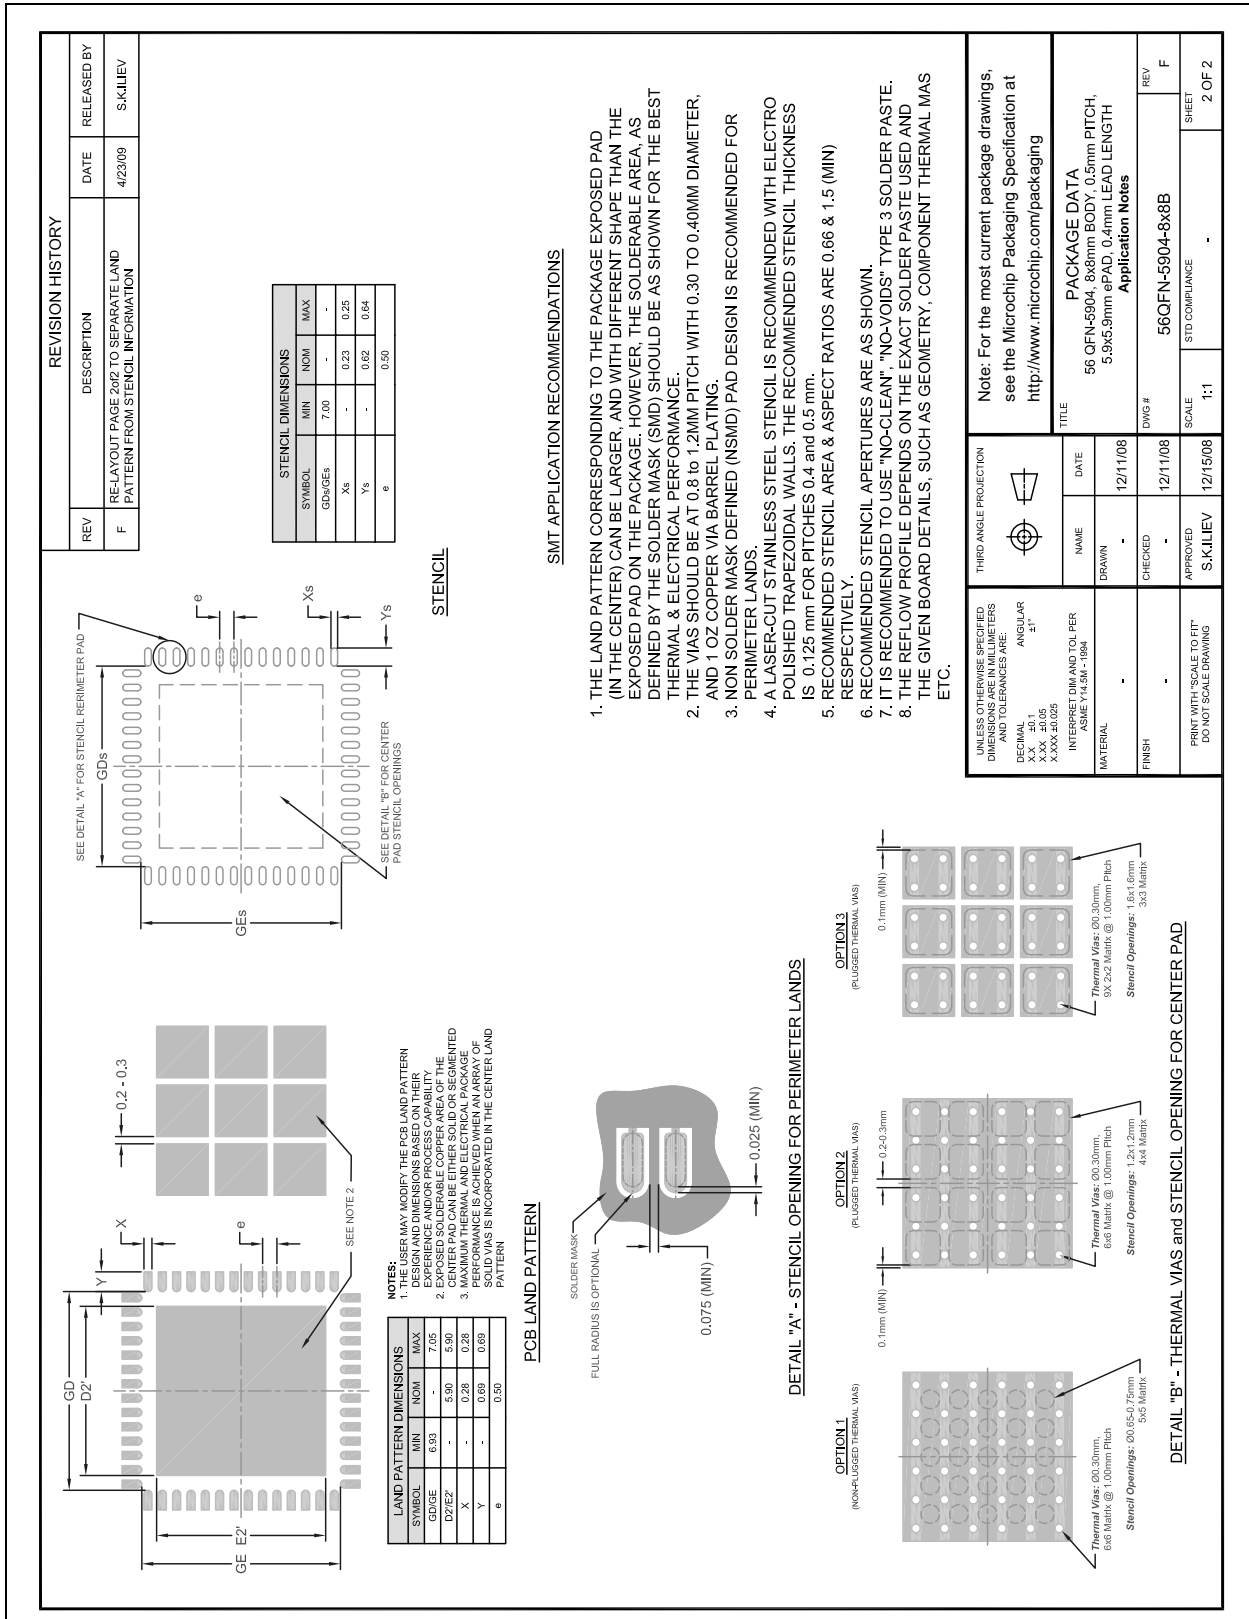 REVISION HISTORY
REV DESCRIPTION DATE RELEASED BY
F RE-LAYOUT PAGE 2of2 TO SEPARATE LAND 4/23/09 S.K.ILIEV
PATTERN FROM STENCIL INFORMATION
GD
D2'
GE
E2'
Y
X
e
0.2 - 0.3
SEE NOTE 2
LAND PATTERN DIMENSIONS
SYMBOL MIN NOM MAX
GD/GE 6.93 - 7.05
D2'/E2' - 5.90 5.90
X - 0.28 0.28
Y - 0.69 0.69
e 0.50
NOTES:
1. THE USER MAY MODIFY THE PCB LAND PATTERN
DESIGN AND DIMENSIONS BASED ON THEIR
EXPERIENCE AND/OR PROCESS CAPABILITY
2. EXPOSED SOLDERABLE COPPER AREA OF THE
CENTER PAD CAN BE EITHER SOLID OR SEGMENTED
3. MAXIMUM THERMAL AND ELECTRICAL PACKAGE
PERFORMANCE IS ACHIEVED WHEN AN ARRAY OF
SOLID VIAS IS INCORPORATED IN THE CENTER LAND
PATTERN
PCB LAND PATTERN
SEE DETAIL "A" FOR STENCIL RERIMETER PAD
GDs
GEs
e
Xs
Ys
SEE DETAIL "B" FOR CENTER
PAD STENCIL OPENINGS
STENCIL
STENCIL DIMENSIONS
SYMBOL MIN NOM MAX
GDs/GEs 7.00 - -
Xs - 0.23 0.25
Ys - 0.62 0.64
e 0.50
SOLDER MASK
FULL RADIUS IS OPTIONAL
0.075 (MIN)
0.025 (MIN)
DETAIL "A" - STENCIL OPENING FOR PERIMETER LANDS
SMT APPLICATION RECOMMENDATIONS
1. THE LAND PATTERN CORRESPONDING TO THE PACKAGE EXPOSED PAD
(IN THE CENTER) CAN BE LARGER, AND WITH DIFFERENT SHAPE THAN THE
EXPOSED PAD ON THE PACKAGE. HOWEVER, THE SOLDERABLE AREA, AS
DEFINED BY THE SOLDER MASK (SMD) SHOULD BE AS SHOWN FOR THE BEST
THERMAL & ELECTRICAL PERFORMANCE.
2. THE VIAS SHOULD BE AT 0.8 to 1.2MM PITCH WITH 0.30 TO 0.40MM DIAMETER,
AND 1 OZ COPPER VIA BARREL PLATING.
3. NON SOLDER MASK DEFINED (NSMD) PAD DESIGN IS RECOMMENDED FOR
PERIMETER LANDS.
4. A LASER-CUT STAINLESS STEEL STENCIL IS RECOMMENDED WITH ELECTRO
POLISHED TRAPEZOIDAL WALLS. THE RECOMMENDED STENCIL THICKNESS
IS 0.125 mm FOR PITCHES 0.4 and 0.5 mm.
5. RECOMMENDED STENCIL AREA & ASPECT RATIOS ARE 0.66 & 1.5 (MIN)
RESPECTIVELY.
6. RECOMMENDED STENCIL APERTURES ARE AS SHOWN.
7. IT IS RECOMMENDED TO USE "NO-CLEAN", "NO-VOIDS" TYPE 3 SOLDER PASTE.
8. THE REFLOW PROFILE DEPENDS ON THE EXACT SOLDER PASTE USED AND
THE GIVEN BOARD DETAILS, SUCH AS GEOMETRY, COMPONENT THERMAL MAS
ETC.
OPTION 1
(NON-PLUGGED THERMAL VIAS)
Thermal Vias: Ø0.30mm,
6x6 Matrix @ 1.00mm Pitch
Stencil Openings: Ø0.65-0.75mm
5x5 Matrix
OPTION 2
(PLUGGED THERMAL VIAS)
0.1mm (MIN)
0.2-0.3mm
Thermal Vias: Ø0.30mm,
6x6 Matrix @ 1.00mm Pitch
Stencil Openings: 1.2x1.2mm
4x4 Matrix
OPTION 3
(PLUGGED THERMAL VIAS)
0.1mm (MIN)
Thermal Vias: Ø0.30mm,
9X 2x2 Matrix @ 1.00mm Pitch
Stencil Openings: 1.6x1.6mm
3x3 Matrix
DETAIL "B" - THERMAL VIAS and STENCIL OPENING FOR CENTER PAD
UNLESS OTHERWISE SPECIFIED
DIMENSIONS ARE IN MILLIMETERS
AND TOLERANCES ARE:
DECIMAL ANGULAR
X.X ±0.1 ±1°
X.XX ±0.05
X.XXX ±0.025
INTERPRET DIM AND TOL PER
ASME Y14.5M - 1994
MATERIAL
-
FINISH
-
PRINT WITH "SCALE TO FIT"
DO NOT SCALE DRAWING
THIRD ANGLE PROJECTION
NAME DATE
DRAWN
- 12/11/08
CHECKED
- 12/11/08
APPROVED
S.K.ILIEV 12/15/08
Note: For the most current package drawings,
see the Microchip Packaging Specification at
http://www.microchip.com/packaging
TITLE
PACKAGE DATA
56 QFN-5904, 8x8mm BODY, 0.5mm PITCH,
5.9x5.9mm ePAD, 0.4mm LEAD LENGTH
Application Notes
DWG #
56QFN-5904-8x8B
REV
F
SCALE
1:1
STD COMPLIANCE
-
SHEET
2 OF 2